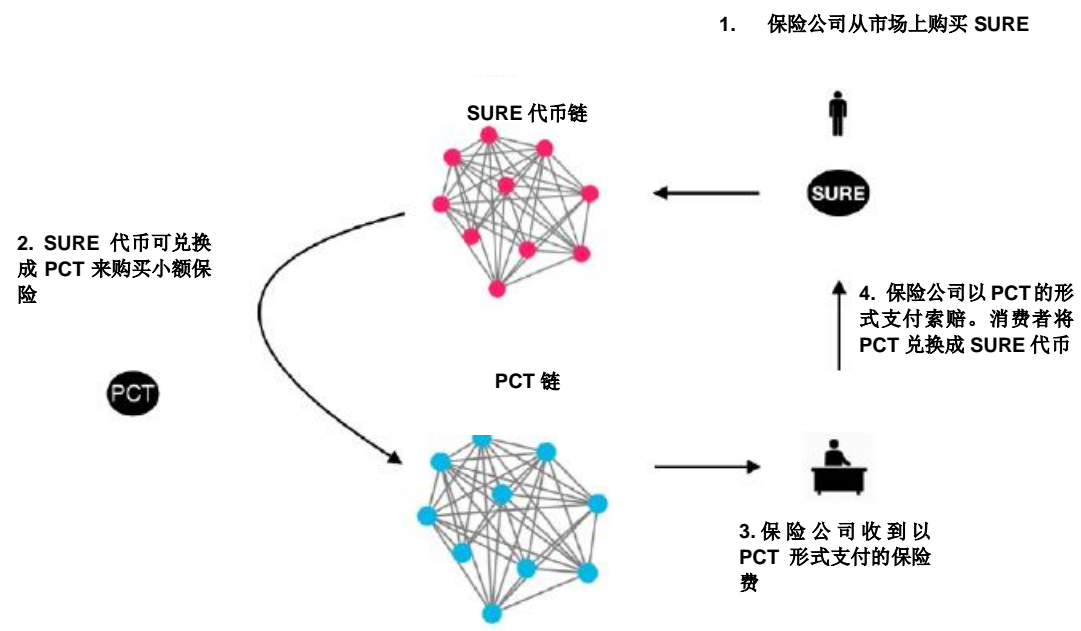 1. 保险公司从市场上购买 SURE
SURE 代币链
SURE
2. SURE 代币可兑换
成 PCT 来购买小额保
险
4. 保险公司以 PCT的形
式支付索赔。消费者将
PCT 兑换成 SURE 代币
PCT
PCT 链
3.保险公司收到以
PCT 形式支付的保险
费